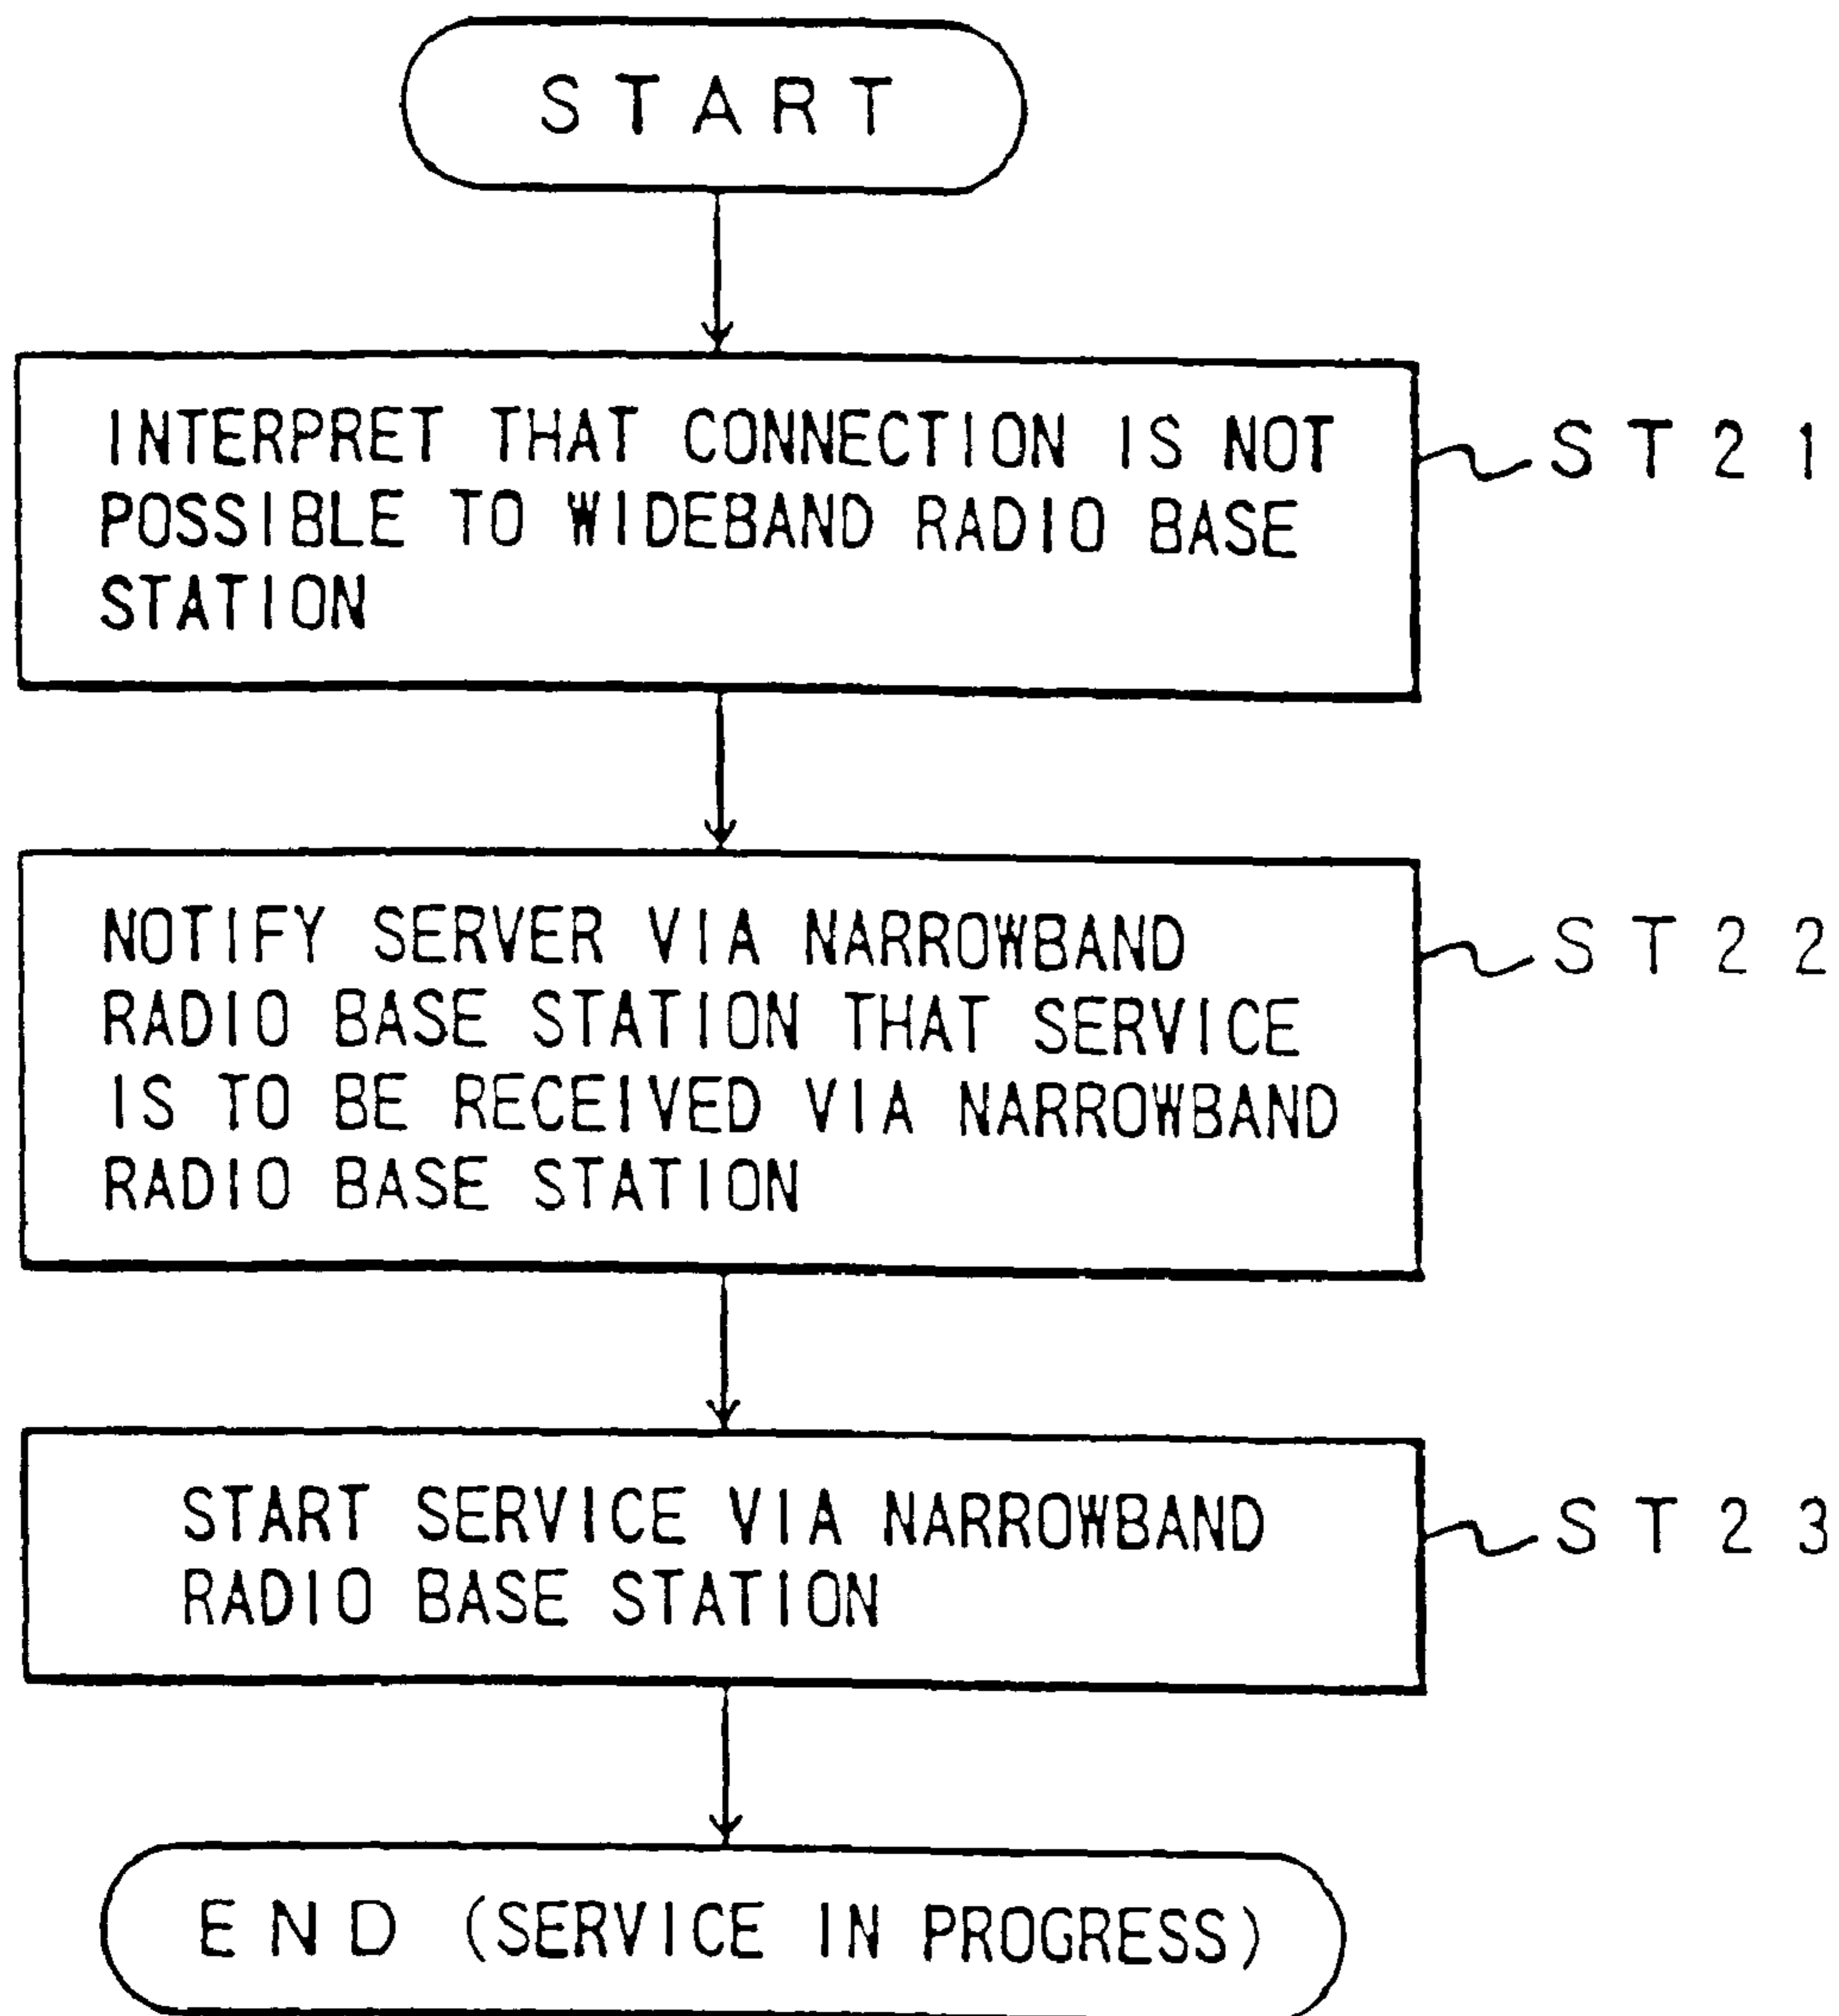 START
INTERPRET THAT CONNECTION IS NOT
POSSIBLE TO WIDEBAND RADIO BASE
STATION
ST21
NOTIFY SERVER VIA NARROWBAND
RADIO BASE STATION THAT SERVICE
IS TO BE RECEIVED VIA NARROWBAND
RADIO BASE STATION
ST22
START SERVICE VIA NARROWBAND
RADIO BASE STATION
ST23
END (SERVICE IN PROGRESS)